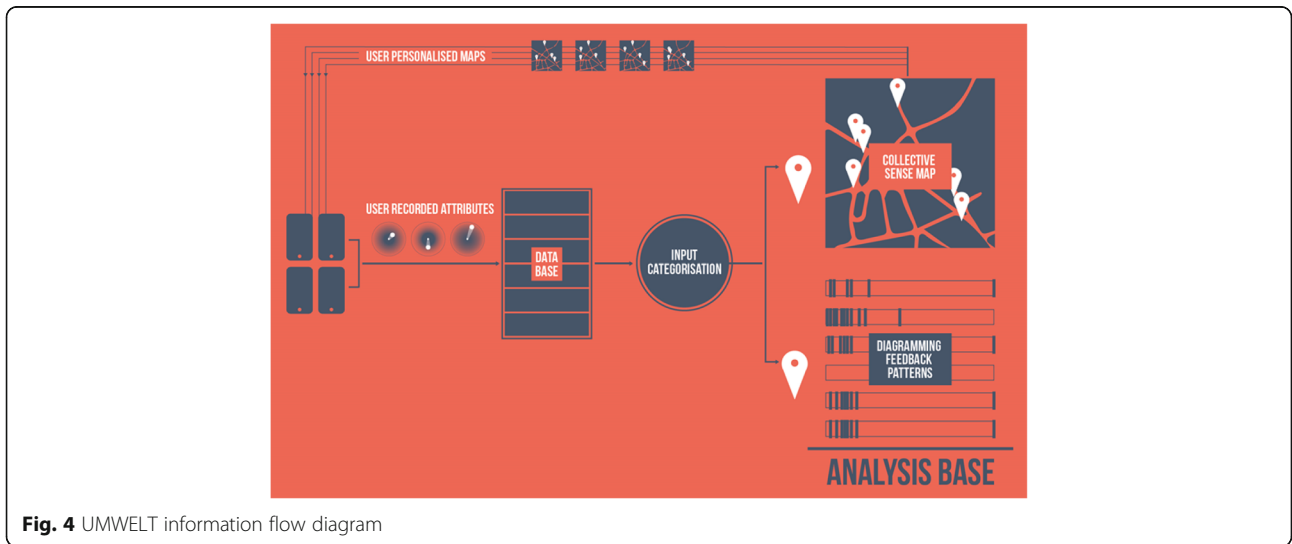 USER PERSONALISED MAPS
COLLECTIVE
SENSE MAP
USER RECORDED ATTRIBUTES
DATA
BASE
INPUT
CATEGORISATION
DIAGRAMMING
FEEDBACK
PATTERNS
ANALYSIS BASE
Fig. 4 UMWELT information flow diagram